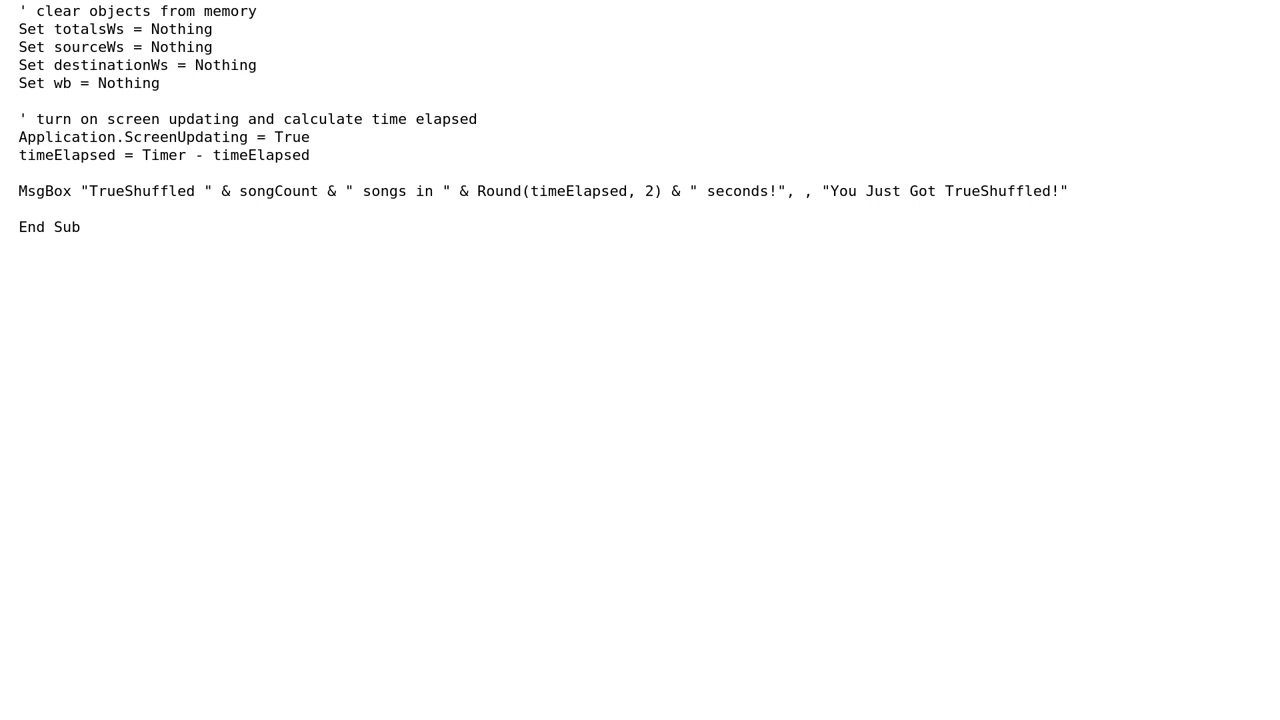 ' clear objects from memory
Set totalsWs = Nothing
Set sourceWs = Nothing
Set destinationWs = Nothing
Set wb = Nothing

' turn on screen updating and calculate time elapsed
Application.ScreenUpdating = True
timeElapsed = Timer - timeElapsed

MsgBox "TrueShuffled " & songCount & " songs in " & Round(timeElapsed, 2) & " seconds!", , "You Just Got TrueShuffled!"

End Sub